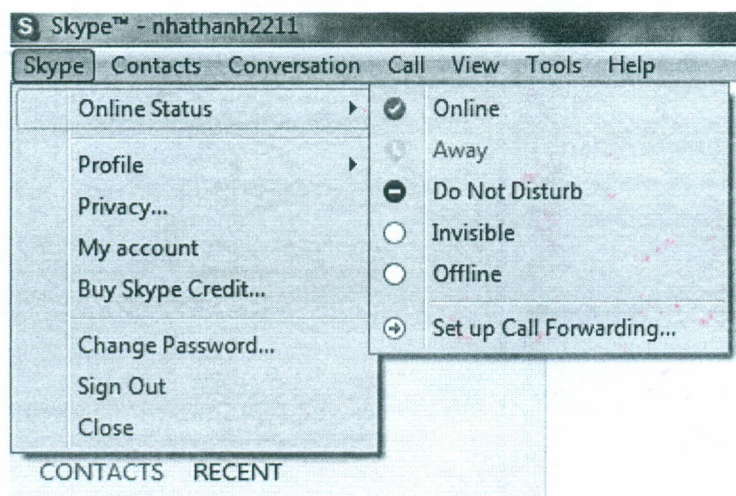 Skype™ - nhathanh2211
Skype Contacts Conversation Call View Tools Help
Online Status
Profile
Privacy...
My account
Buy Skype Credit...
Change Password...
Sign Out
Close
Online
Away
Do Not Disturb
Invisible
Offline
Set up Call Forwarding...
CONTACTS RECENT